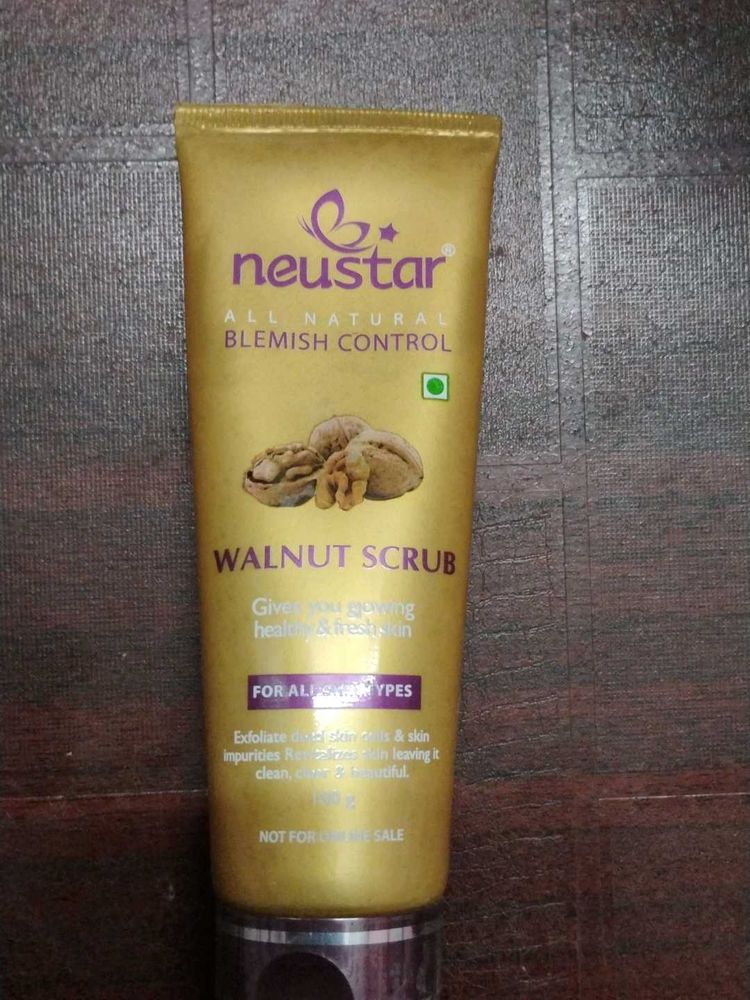 neustar®
ALL NATURAL
BLEMISH CONTROL
WALNUT SCRUB
Gives you glowing
healthy & fresh skin
FOR ALL SKIN TYPES
Exfoliate dead skin cells & skin
impurities Revitalizes skin leaving it
clean, clear & beautiful.
100 g
NOT FOR ONLINE SALE